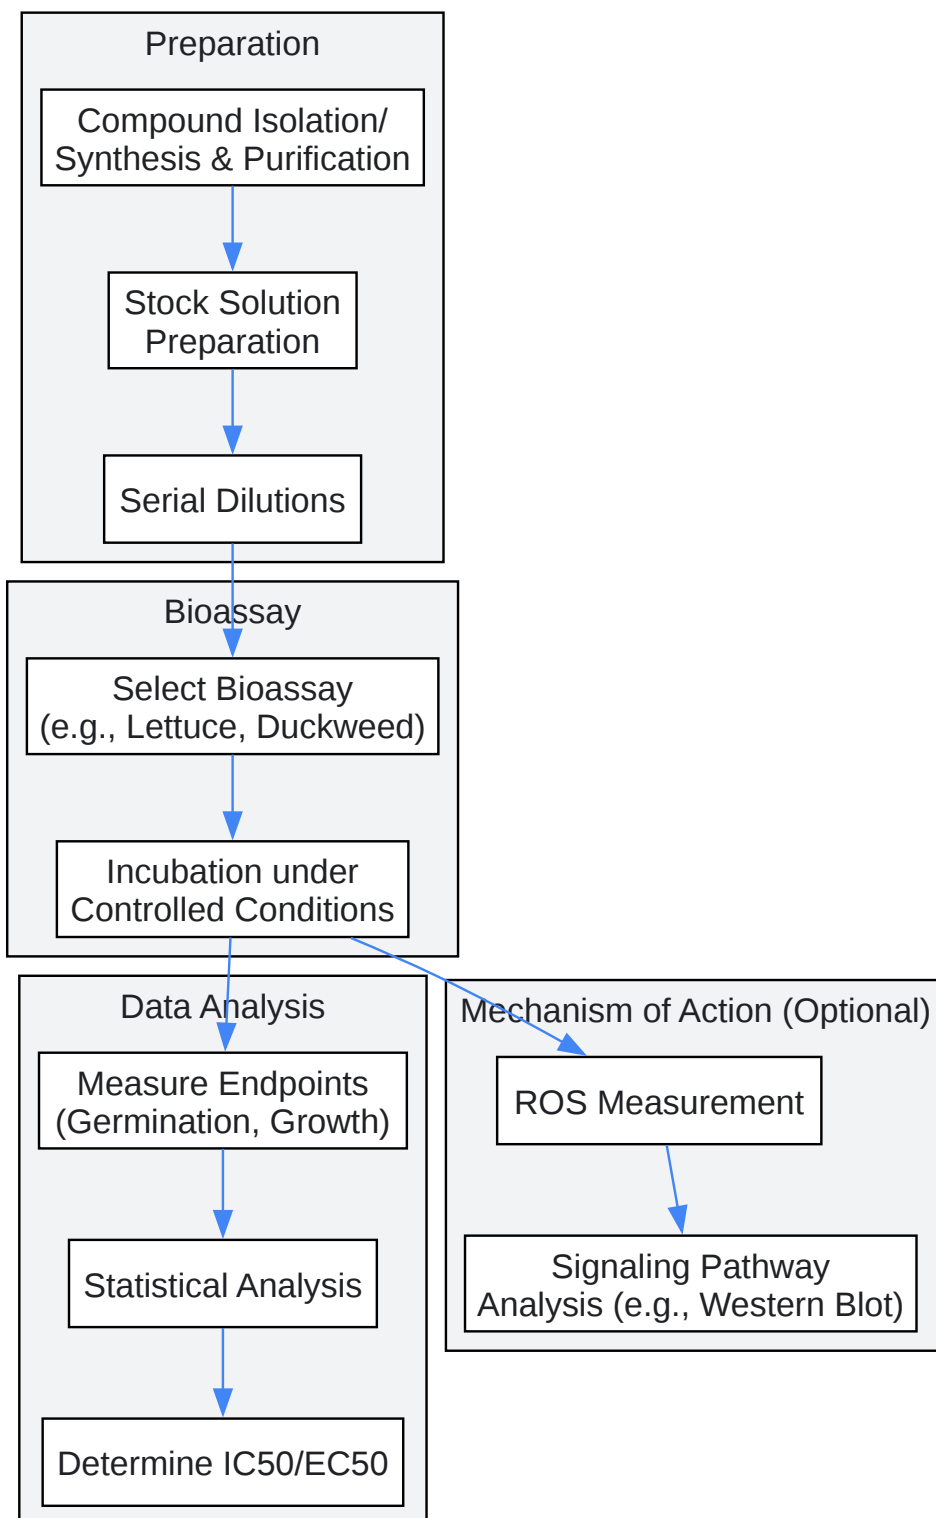 Preparation
Compound Isolation/
Synthesis & Purification
Stock Solution
Preparation
Serial Dilutions
Bioassay
Select Bioassay
(e.g., Lettuce, Duckweed)
Incubation under
Controlled Conditions
Data Analysis
Measure Endpoints
(Germination, Growth)
Statistical Analysis
Determine IC50/EC50
Mechanism of Action (Optional)
ROS Measurement
Signaling Pathway
Analysis (e.g., Western Blot)